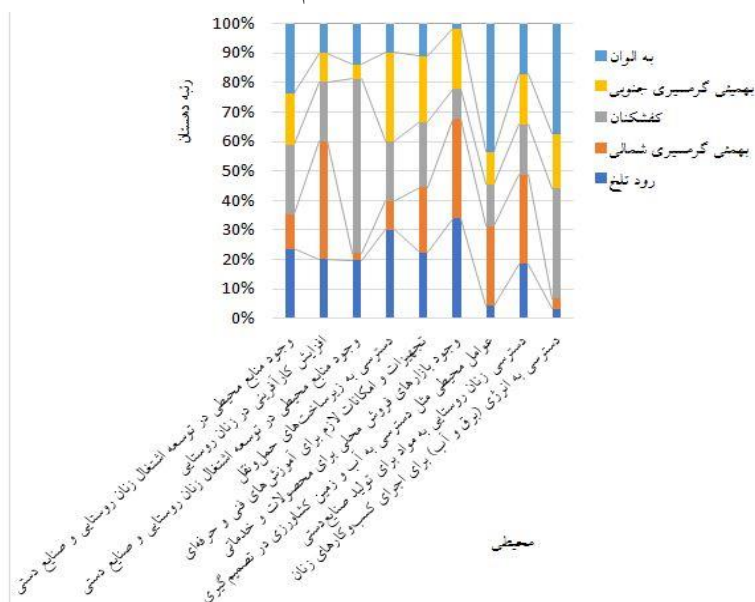 100%
90%
80%
70%
60%
50%
40%
30%
20%
10%
0%
رتبه دهستان
به الوان
بهمیئی گرمسیری جنوبی
کفشکنان
بهمئی گرمسیری شمالی
رود تلخ
وجود منابع محیطی در توسعه اشتغال زنان روستایی و صنایع دستی
افزایش کارآفرینی در زنان روستایی
وجود منابع محیطی در توسعه اشتغال زنان روستایی و صنایع دستی
دسترسی به زیرساخت‌های حمل‌ونقل
تجهیزات و امکانات لازم برای آموزش‌های فنی و حرفه‌ای
وجود بازارهای فروش محلی برای محصولات و خدماتی
عوامل محیطی مثل دسترسی به آب و زمین کشاورزی در تصمیم‌گیری
دسترسی زنان روستایی به مواد برای تولید صنایع‌دستی
دسترسی به انرژی (برق و آب) برای اجرای کسب‌وکارهای زنان
محیطی